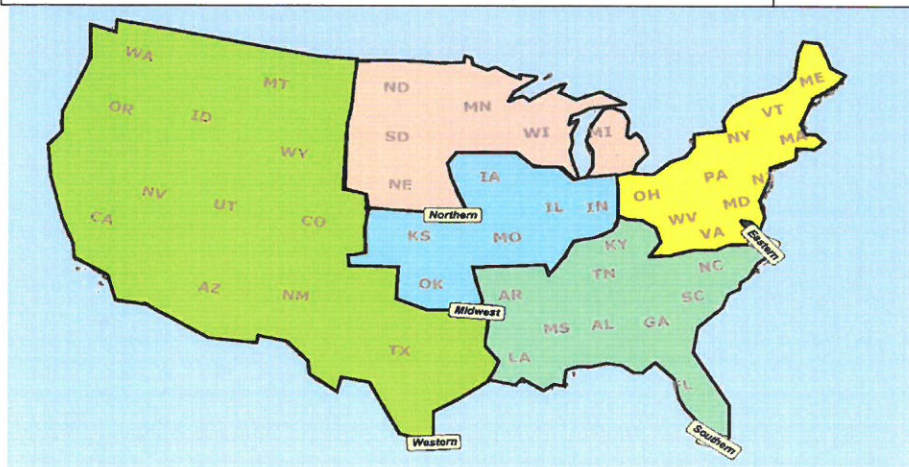 WA
MT
ND
ME
OR
ID
MN
VT
SD
WI
MI
NY
MA
WY
NE
IA
PA
NV
UT
OH
MD
CA
CO
IL
IN
WV
VA
Northern
KS
MO
KY
Eastern
TN
NC
AZ
NM
OK
AR
SC
Midwest
MS
AL
GA
TX
LA
FL
Western
Southern